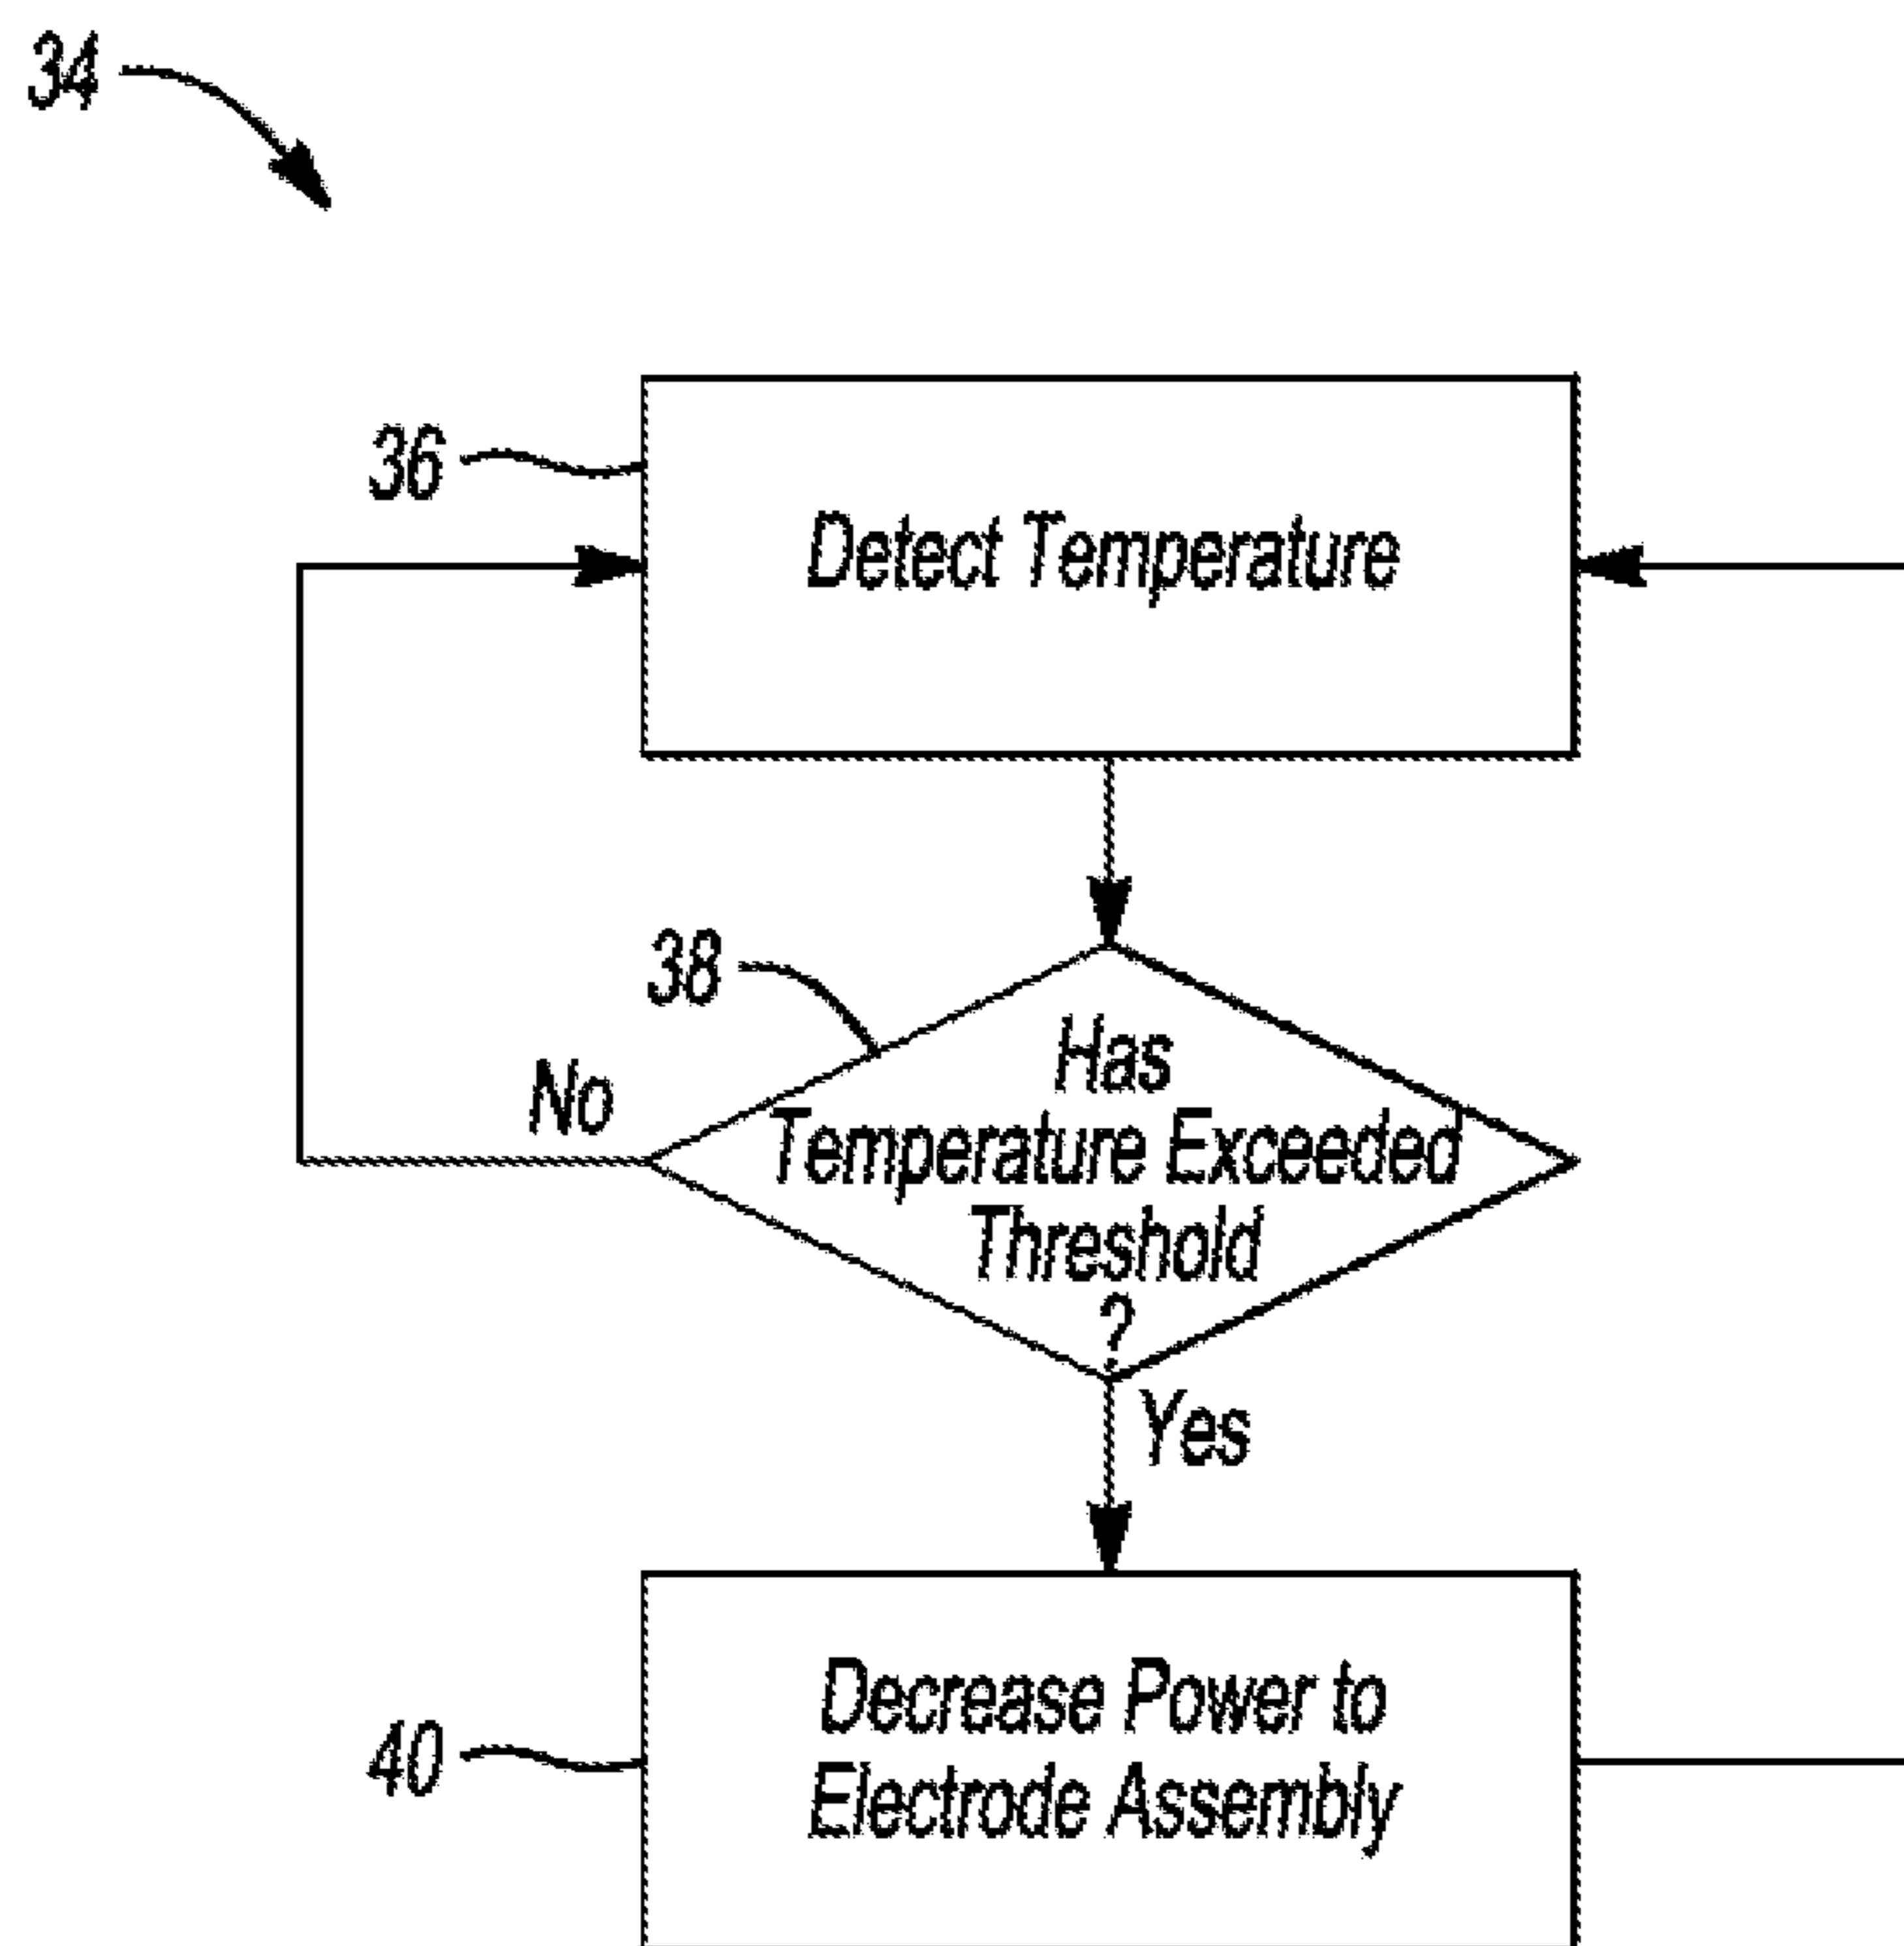 34
36
Detect Temperature
38
No
Has
Temperature Exceeded
Threshold
?
Yes
40
Decrease Power to
Electrode Assembly